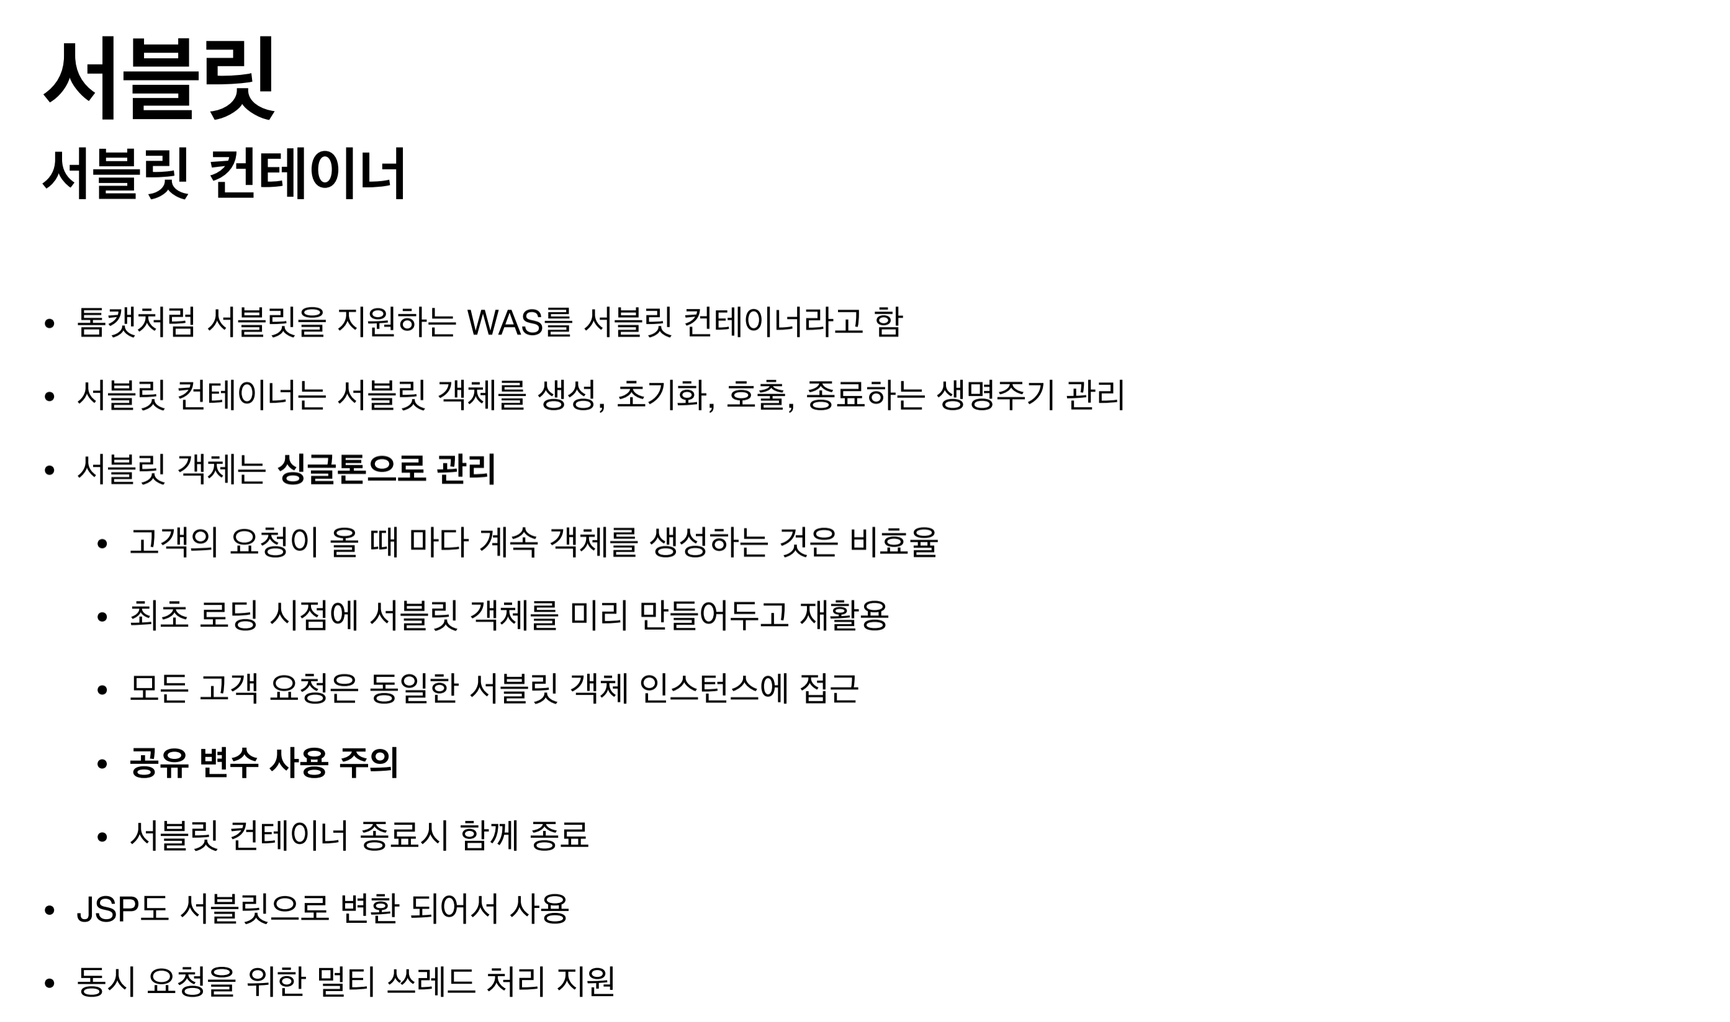 서블릿
서블릿 컨테이너
• 톰캣처럼 서블릿을 지원하는 WAS를 서블릿 컨테이너라고 함
• 서블릿 컨테이너는 서블릿 객체를 생성, 초기화, 호출, 종료하는 생명주기 관리
• 서블릿 객체는 싱글톤으로 관리
• 고객의 요청이 올 때 마다 계속 객체를 생성하는 것은 비효율
• 최초 로딩 시점에 서블릿 객체를 미리 만들어두고 재활용
• 모든 고객 요청은 동일한 서블릿 객체 인스턴스에 접근
• 공유 변수 사용 주의
• 서블릿 컨테이너 종료시 함께 종료
• JSP도 서블릿으로 변환 되어서 사용
• 동시 요청을 위한 멀티 쓰레드 처리 지원